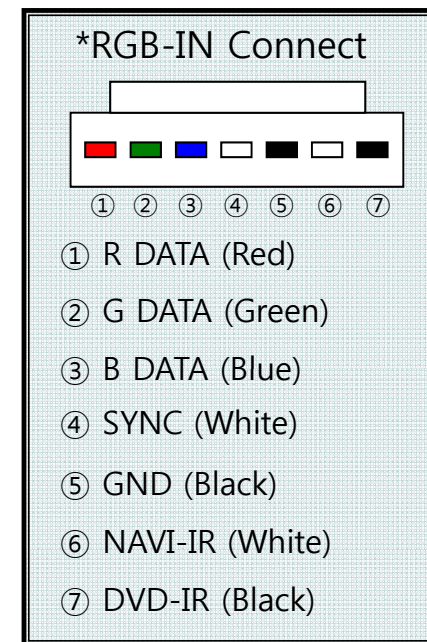 *RGB-IN Connect
① ② ③ ④ ⑤ ⑥ ⑦
① R DATA (Red)
② G DATA (Green)
③ B DATA (Blue)
④ SYNC (White)
⑤ GND (Black)
⑥ NAVI-IR (White)
⑦ DVD-IR (Black)